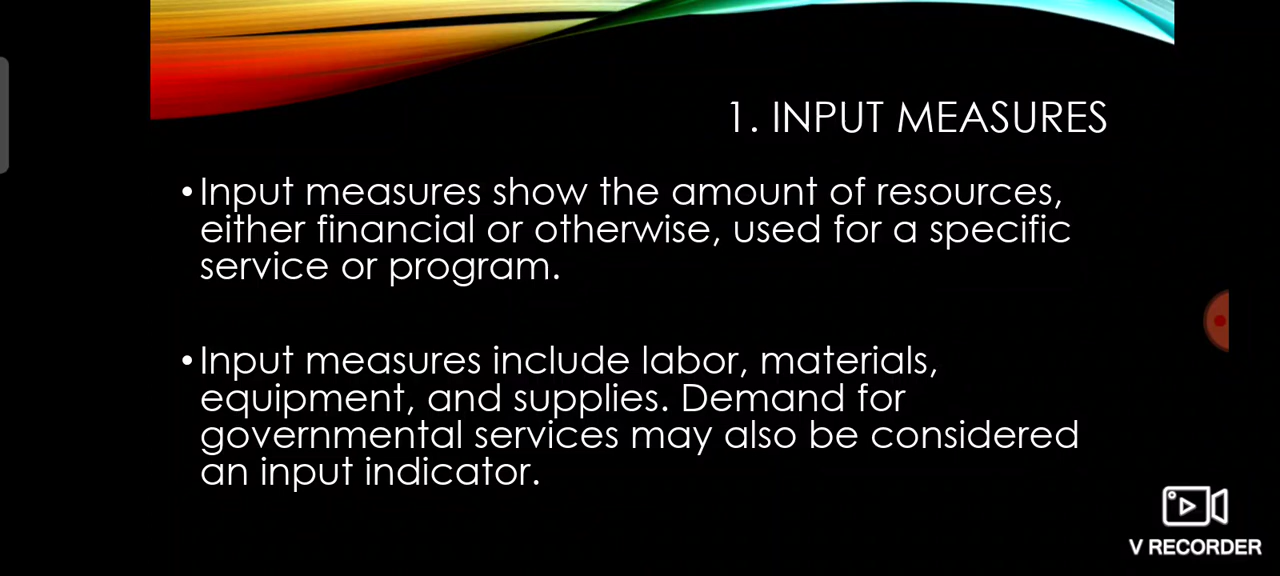 1. INPUT MEASURES
• Input measures show the amount of resources,
either financial or otherwise, used for a specific
service or program.
• Input measures include labor, materials,
equipment, and supplies. Demand for
governmental services may also be considered
an input indicator.
V RECORDER